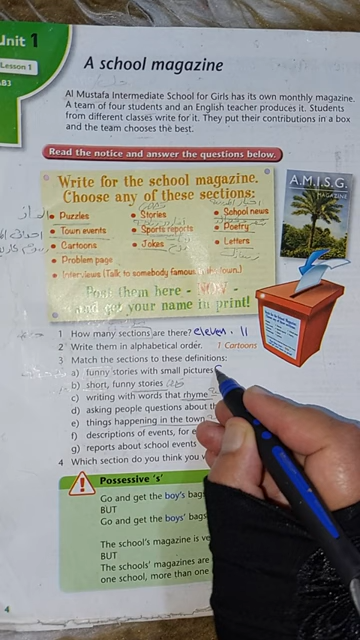 Unit 1
Lesson 1
AB3
A school magazine
Al Mustafa Intermediate School for Girls has its own monthly magazine.
A team of four students and an English teacher produces it. Students
from different classes write for it. They put their contributions in a box
and the team chooses the best.
Read the notice and answer the questions below.
Write for the school magazine.
Choose any of these sections:
• Puzzles
• Stories
• School news
• Town events
• Sports reports
• Poetry
• Cartoons
• Jokes
• Letters
• Problem page
• Interviews (Talk to somebody famous in the town.)
Post them here - NOW
and get your name in print!
A.M.I.S.G.
MAGAZINE
1 How many sections are there? eleven . 11
2 Write them in alphabetical order. 1 Cartoons
3 Match the sections to these definitions:
a) funny stories with small pictures
b) short, funny stories
c) writing with words that rhyme
d) asking people questions about
e) things happening in the town
f) descriptions of events, for
g) reports about school events
4 Which section do you think you
Possessive 's'
Go and get the boy's bags
BUT
Go and get the boys' bags
The school's magazine is
BUT
The schools' magazines are
one school, more than one
4